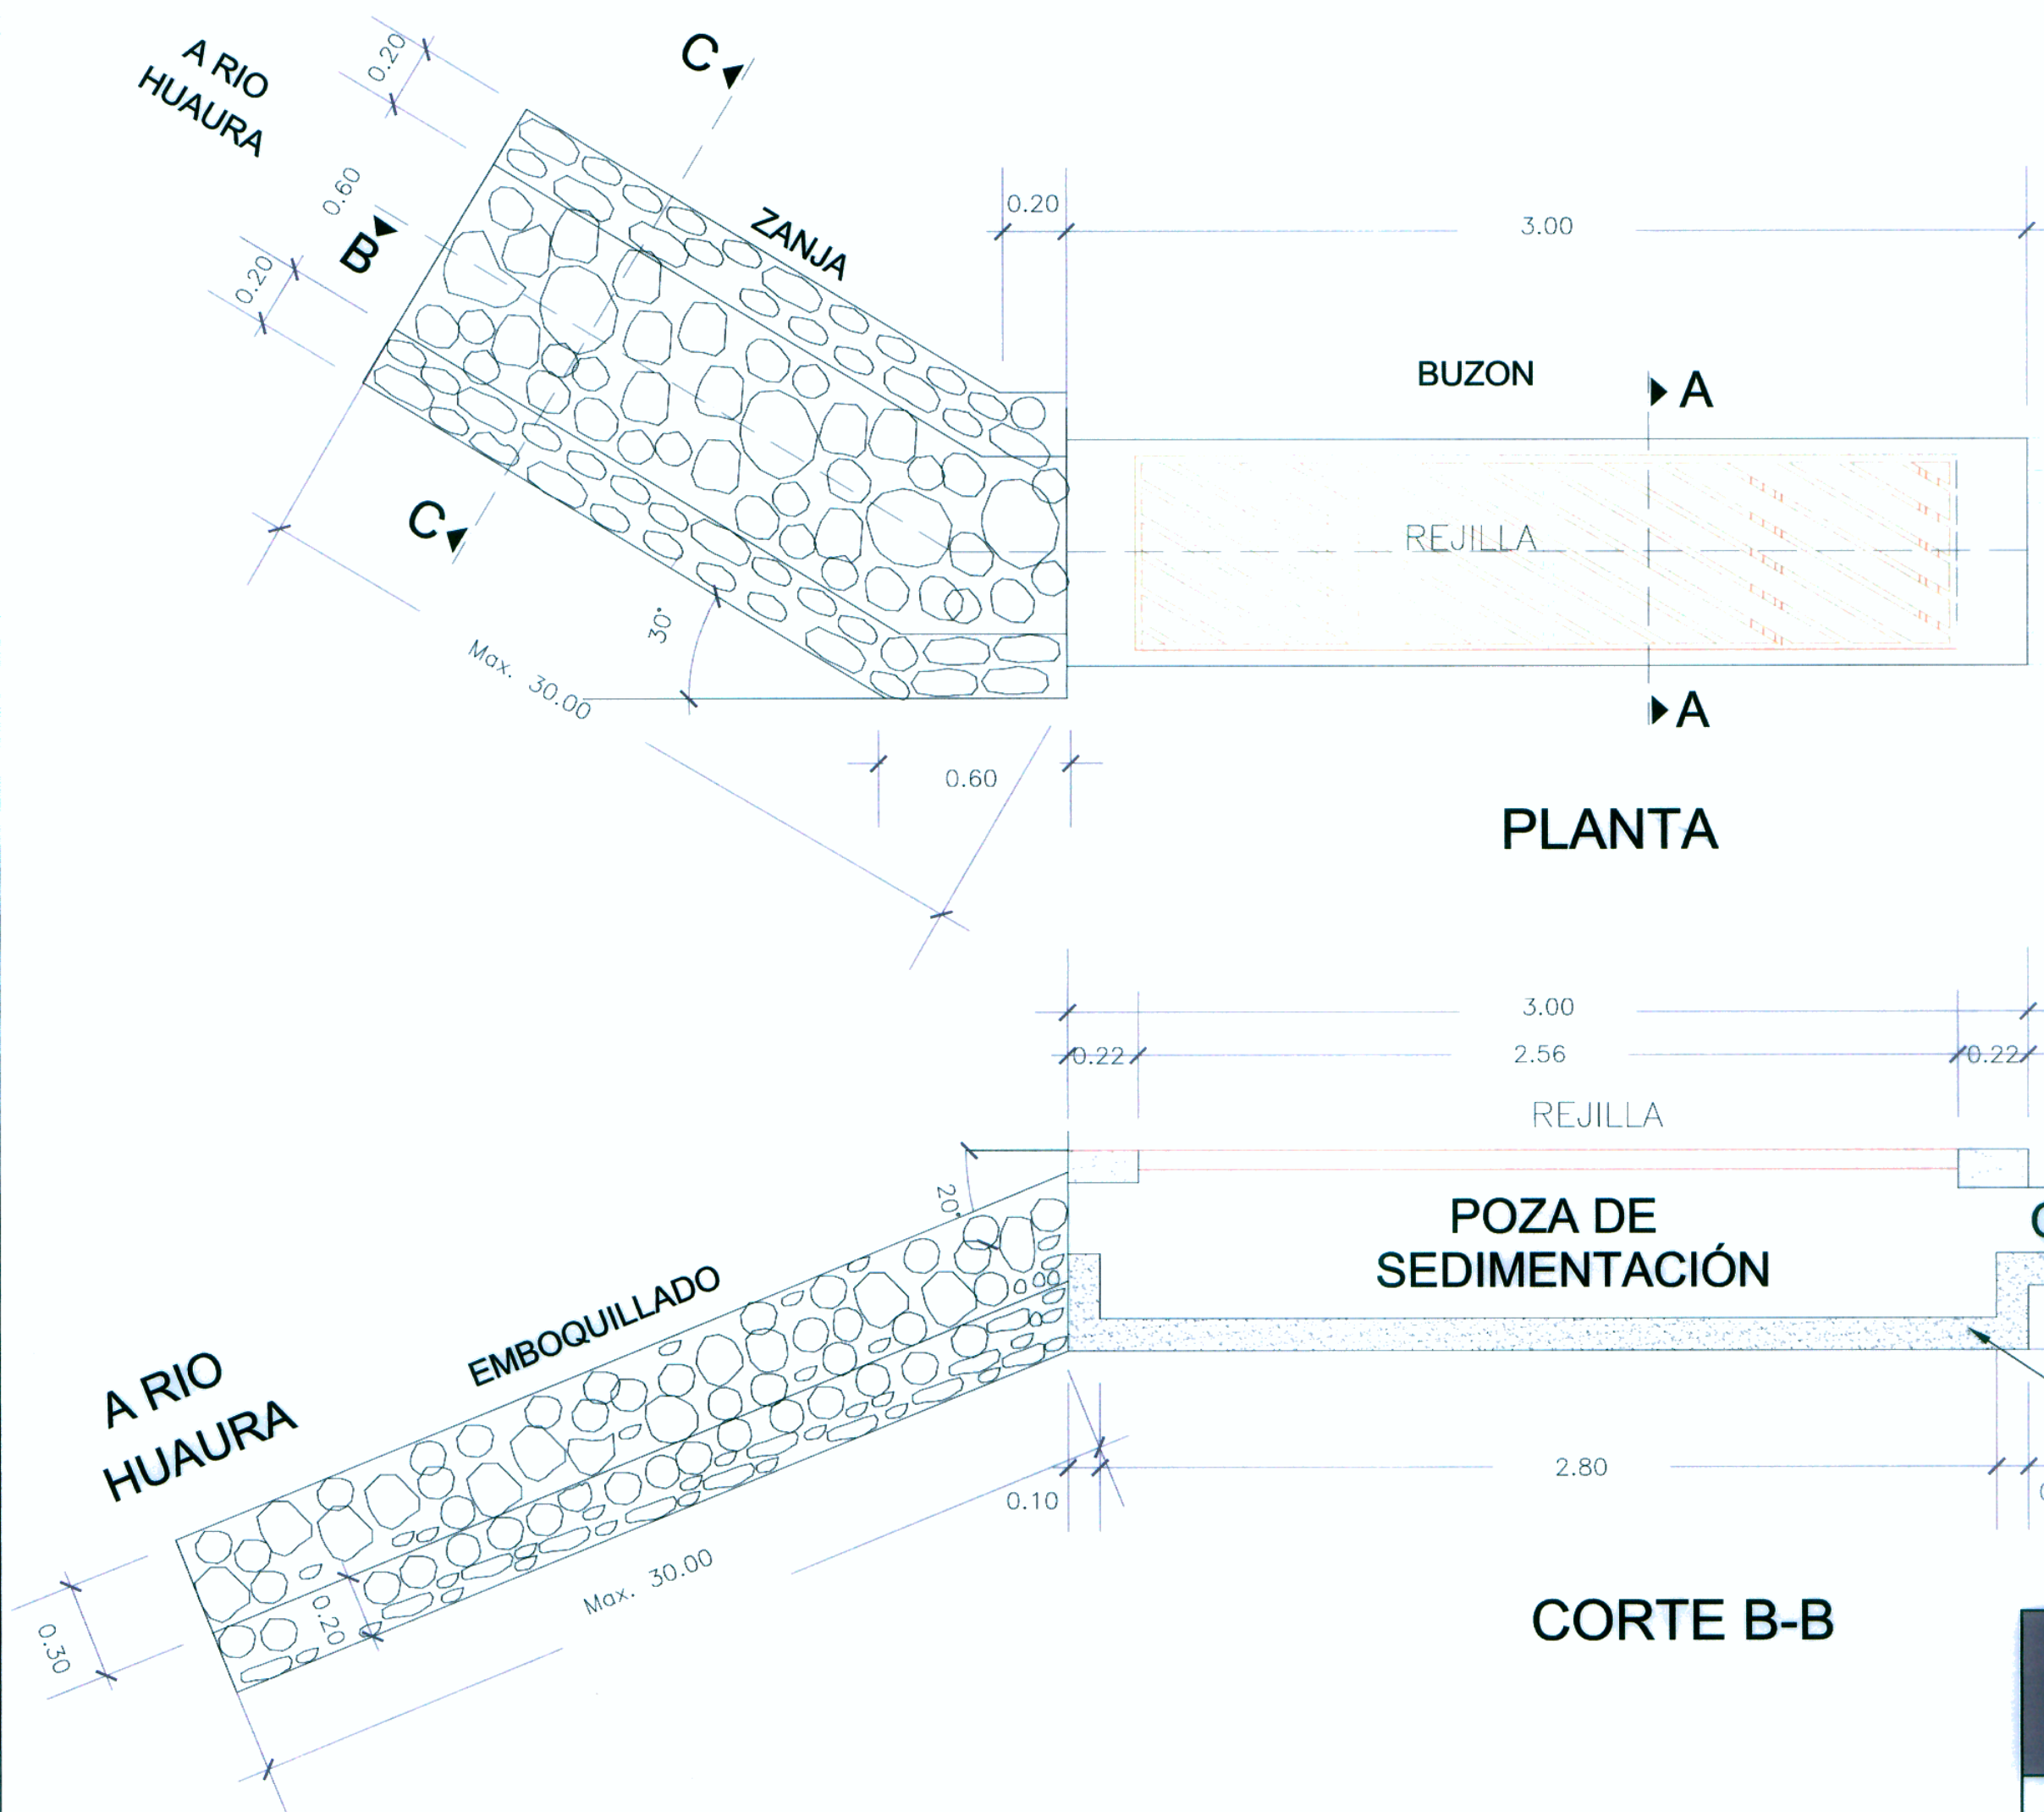 A RIO
HUAURA
0.20
0.60
0.20
B
C
C
ZANJA
0.20
3.00
BUZON
A
REJILLA
A
30°
Max. 30.00
0.60
PLANTA
3.00
0.22
2.56
0.22
REJILLA
20°
POZA DE
SEDIMENTACIÓN
EMBOQUILLADO
A RIO
HUAURA
0.10
2.80
Max. 30.00
0.20
0.30
CORTE B-B